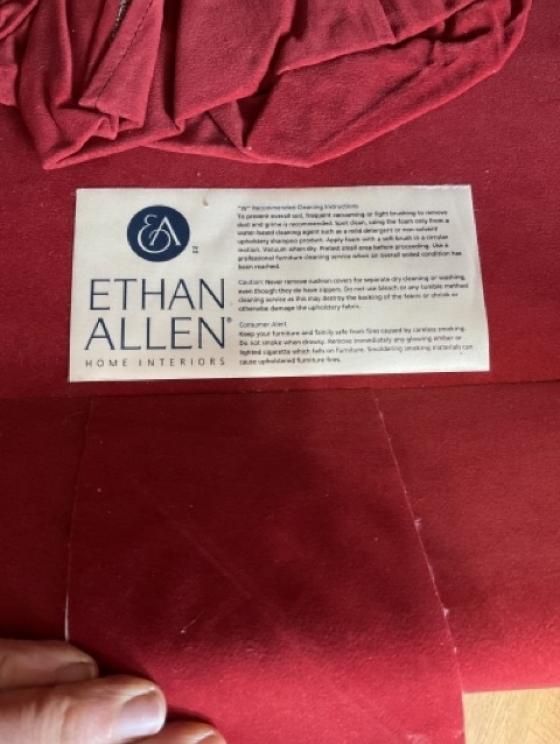 EA
TM
ETHAN
ALLEN®
HOME INTERIORS
"W" Recommended Cleaning Instructions
To prevent overall soil, frequent vacuuming or light brushing to remove
dust and grime is recommended. Spot clean, using the foam only from a
water-based cleaning agent such as a mild detergent or non-solvent
upholstery shampoo product. Apply foam with a soft brush in a circular
motion. Vacuum when dry. Pretest small area before proceeding. Use a
professional furniture cleaning service when an overall soiled condition has
been reached.
Caution: Never remove cushion covers for separate dry cleaning or washing,
even though they do have zippers. Do not use bleach or any tumble method
cleaning service as this may destroy the backing of the fabric or shrink or
otherwise damage the upholstery fabric.
Consumer Alert
Keep your furniture and family safe from fires caused by careless smoking.
Do not smoke when drowsy. Remove immediately any glowing ember or
lighted cigarette which falls on furniture. Smoldering smoking materials can
cause upholstered furniture fires.